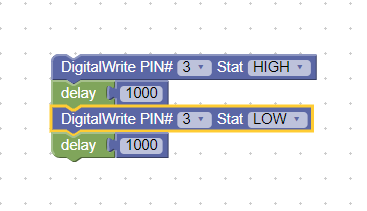 DigitalWrite PIN# 3 Stat HIGH
delay 1000
DigitalWrite PIN# 3 Stat LOW
delay 1000